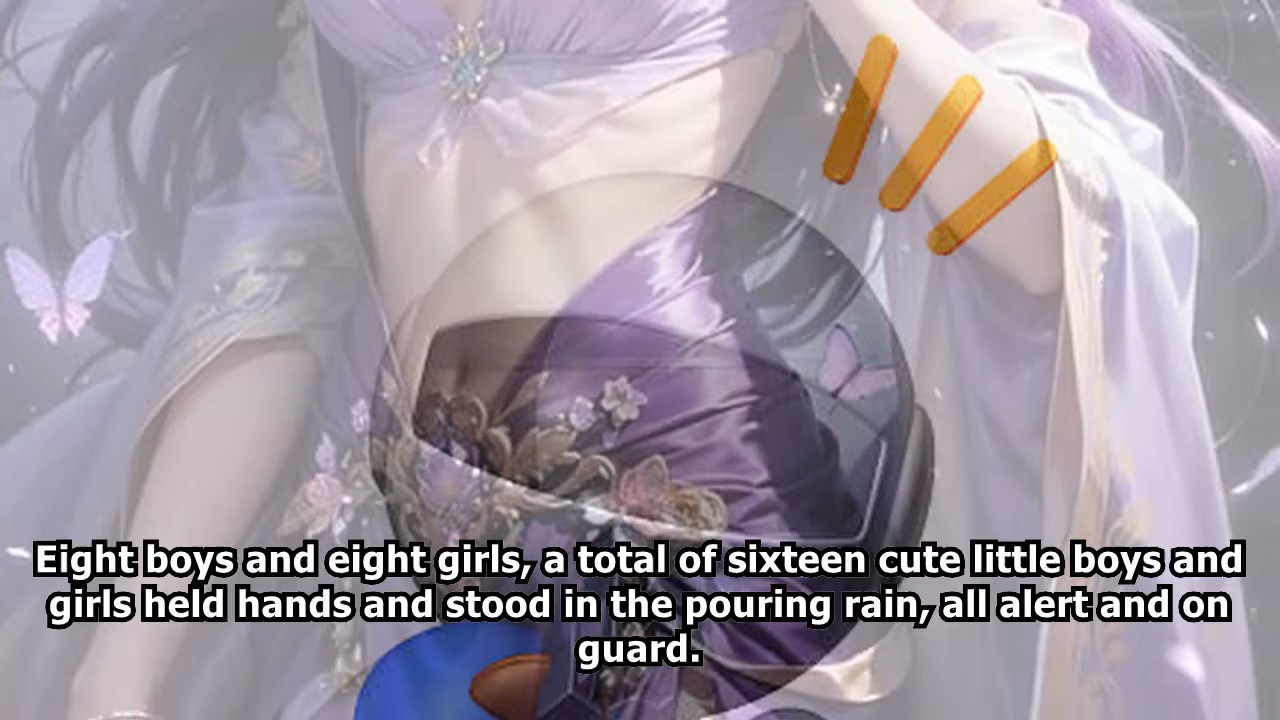 Eight boys and eight girls, a total of sixteen cute little boys and
girls held hands and stood in the pouring rain, all alert and on
guard.